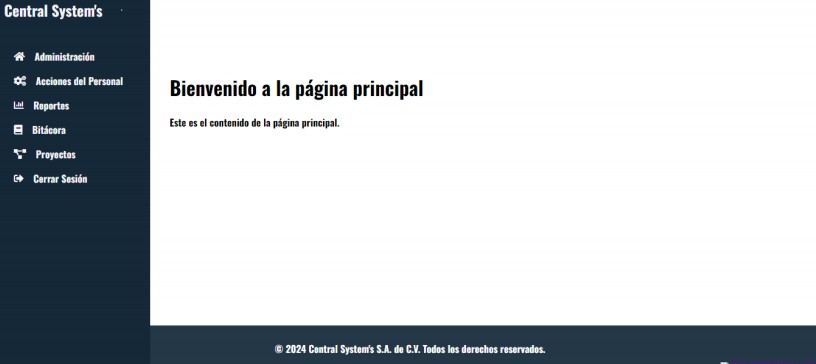 Central System's
Administración
Acciones del Personal
Reportes
Bitácora
Proyectos
Cerrar Sesión
Bienvenido a la página principal
Este es el contenido de la página principal.
© 2024 Central System's S.A. de C.V. Todos los derechos reservados.